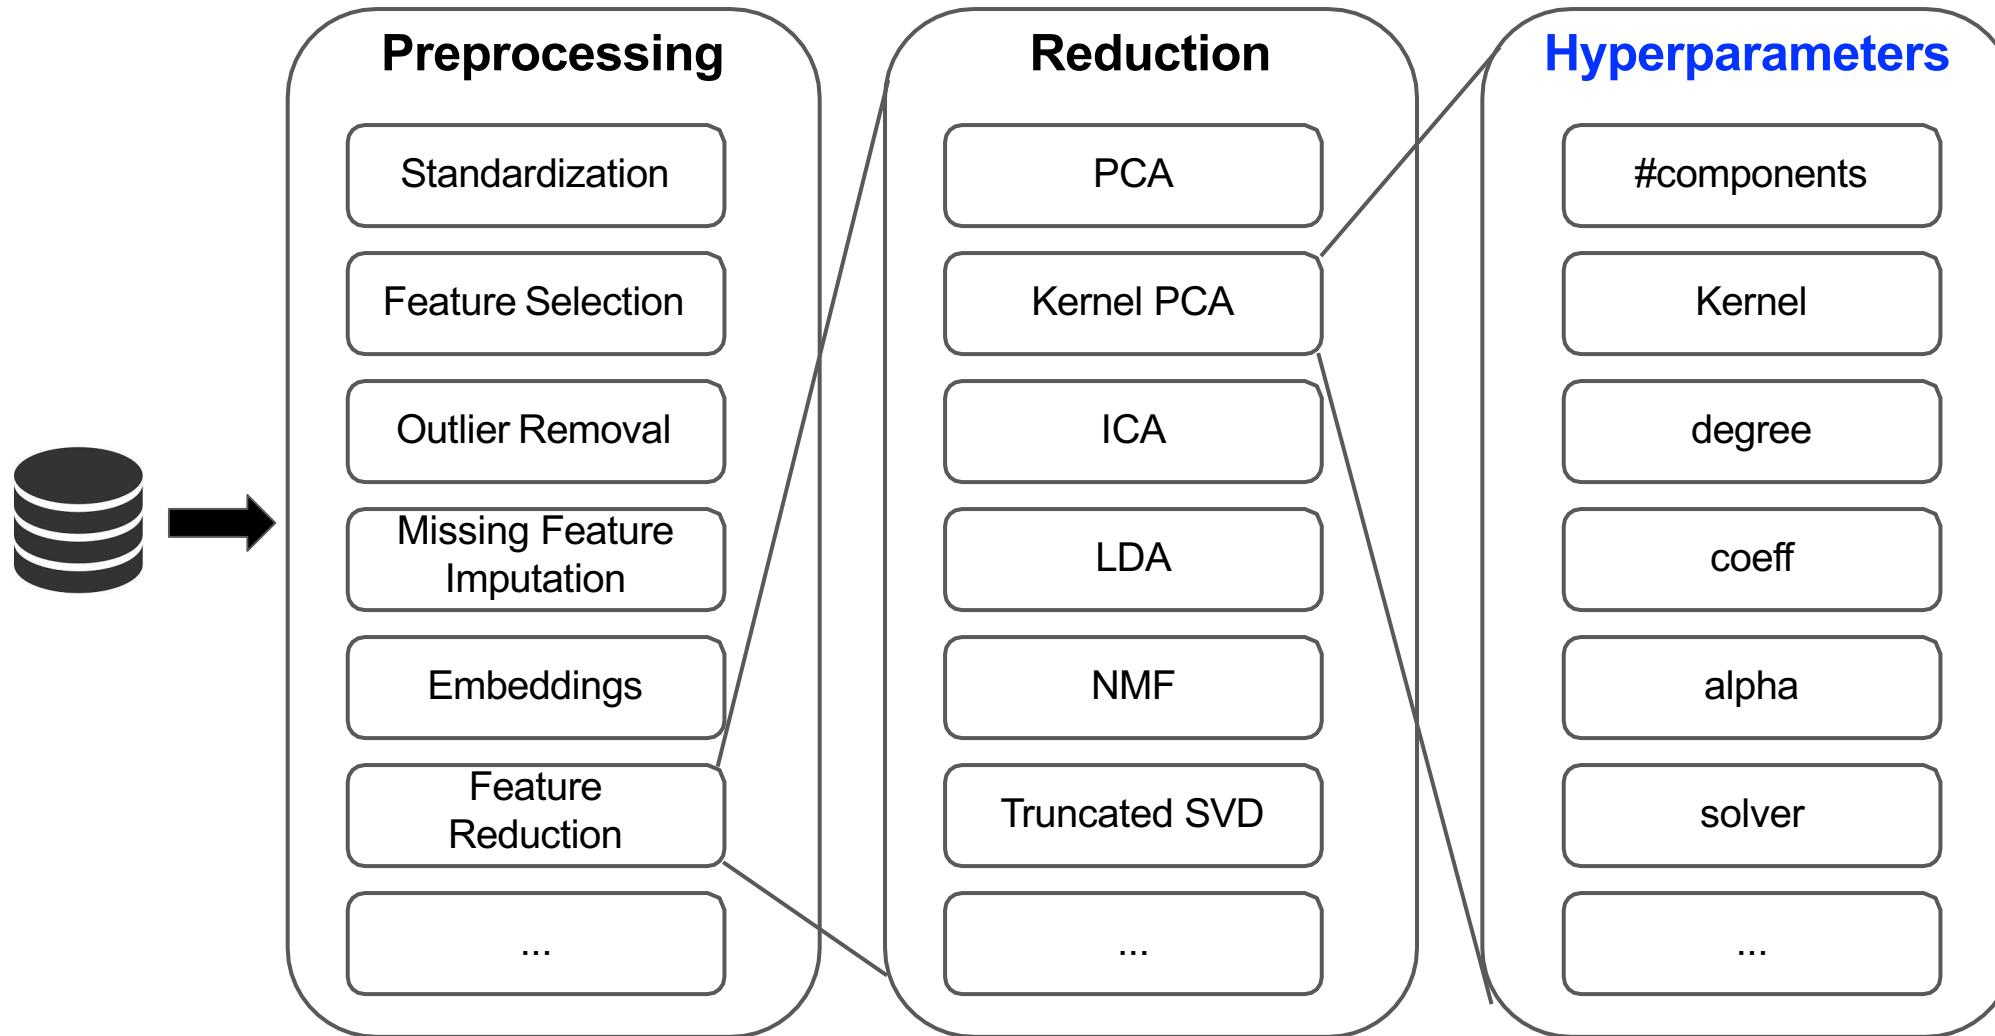 Preprocessing
Standardization
Feature Selection
Outlier Removal
Missing Feature
Imputation
Embeddings
Feature
Reduction
...
Reduction
PCA
Kernel PCA
ICA
LDA
NMF
Truncated SVD
...
Hyperparameters
#components
Kernel
degree
coeff
alpha
solver
...